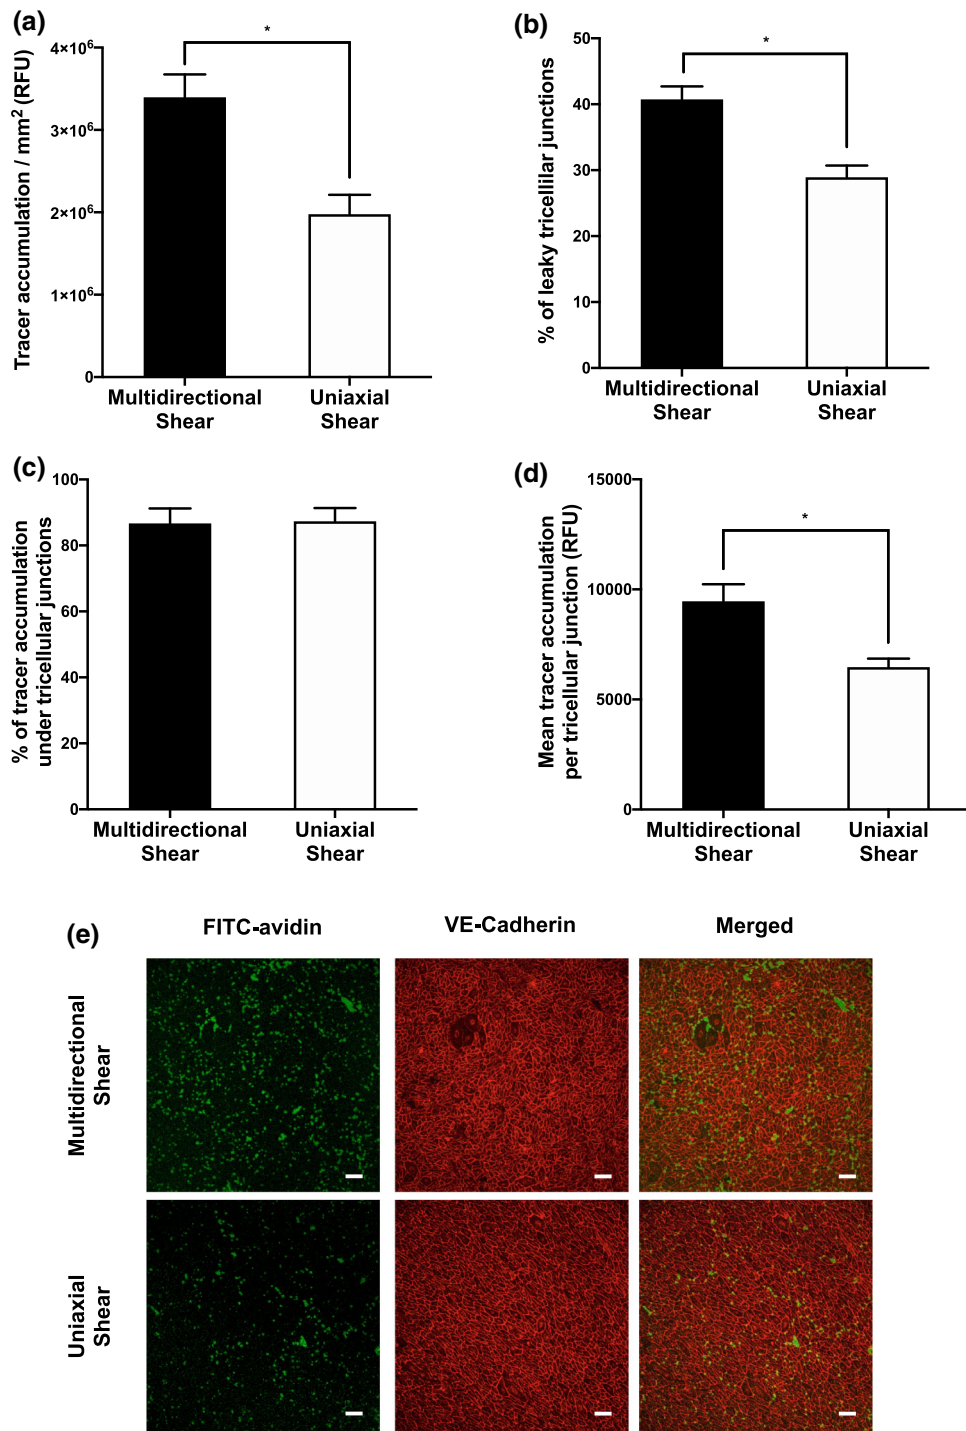 (a)
Tracer accumulation / mm² (RFU)
4×10⁶
3×10⁶
2×10⁶
1×10⁶
0
*
Multidirectional
Shear
Uniaxial
Shear
(b)
% of leaky tricellilar junctions
50
40
30
20
10
0
*
Multidirectional
Shear
Uniaxial
Shear
(c)
% of tracer accumulation
under tricellular junctions
100
80
60
40
20
0
Multidirectional
Shear
Uniaxial
Shear
(d)
Mean tracer accumulation
per tricellular junction (RFU)
15000
10000
5000
0
*
Multidirectional
Shear
Uniaxial
Shear
(e)
FITC-avidin
VE-Cadherin
Merged
Multidirectional
Shear
Uniaxial
Shear